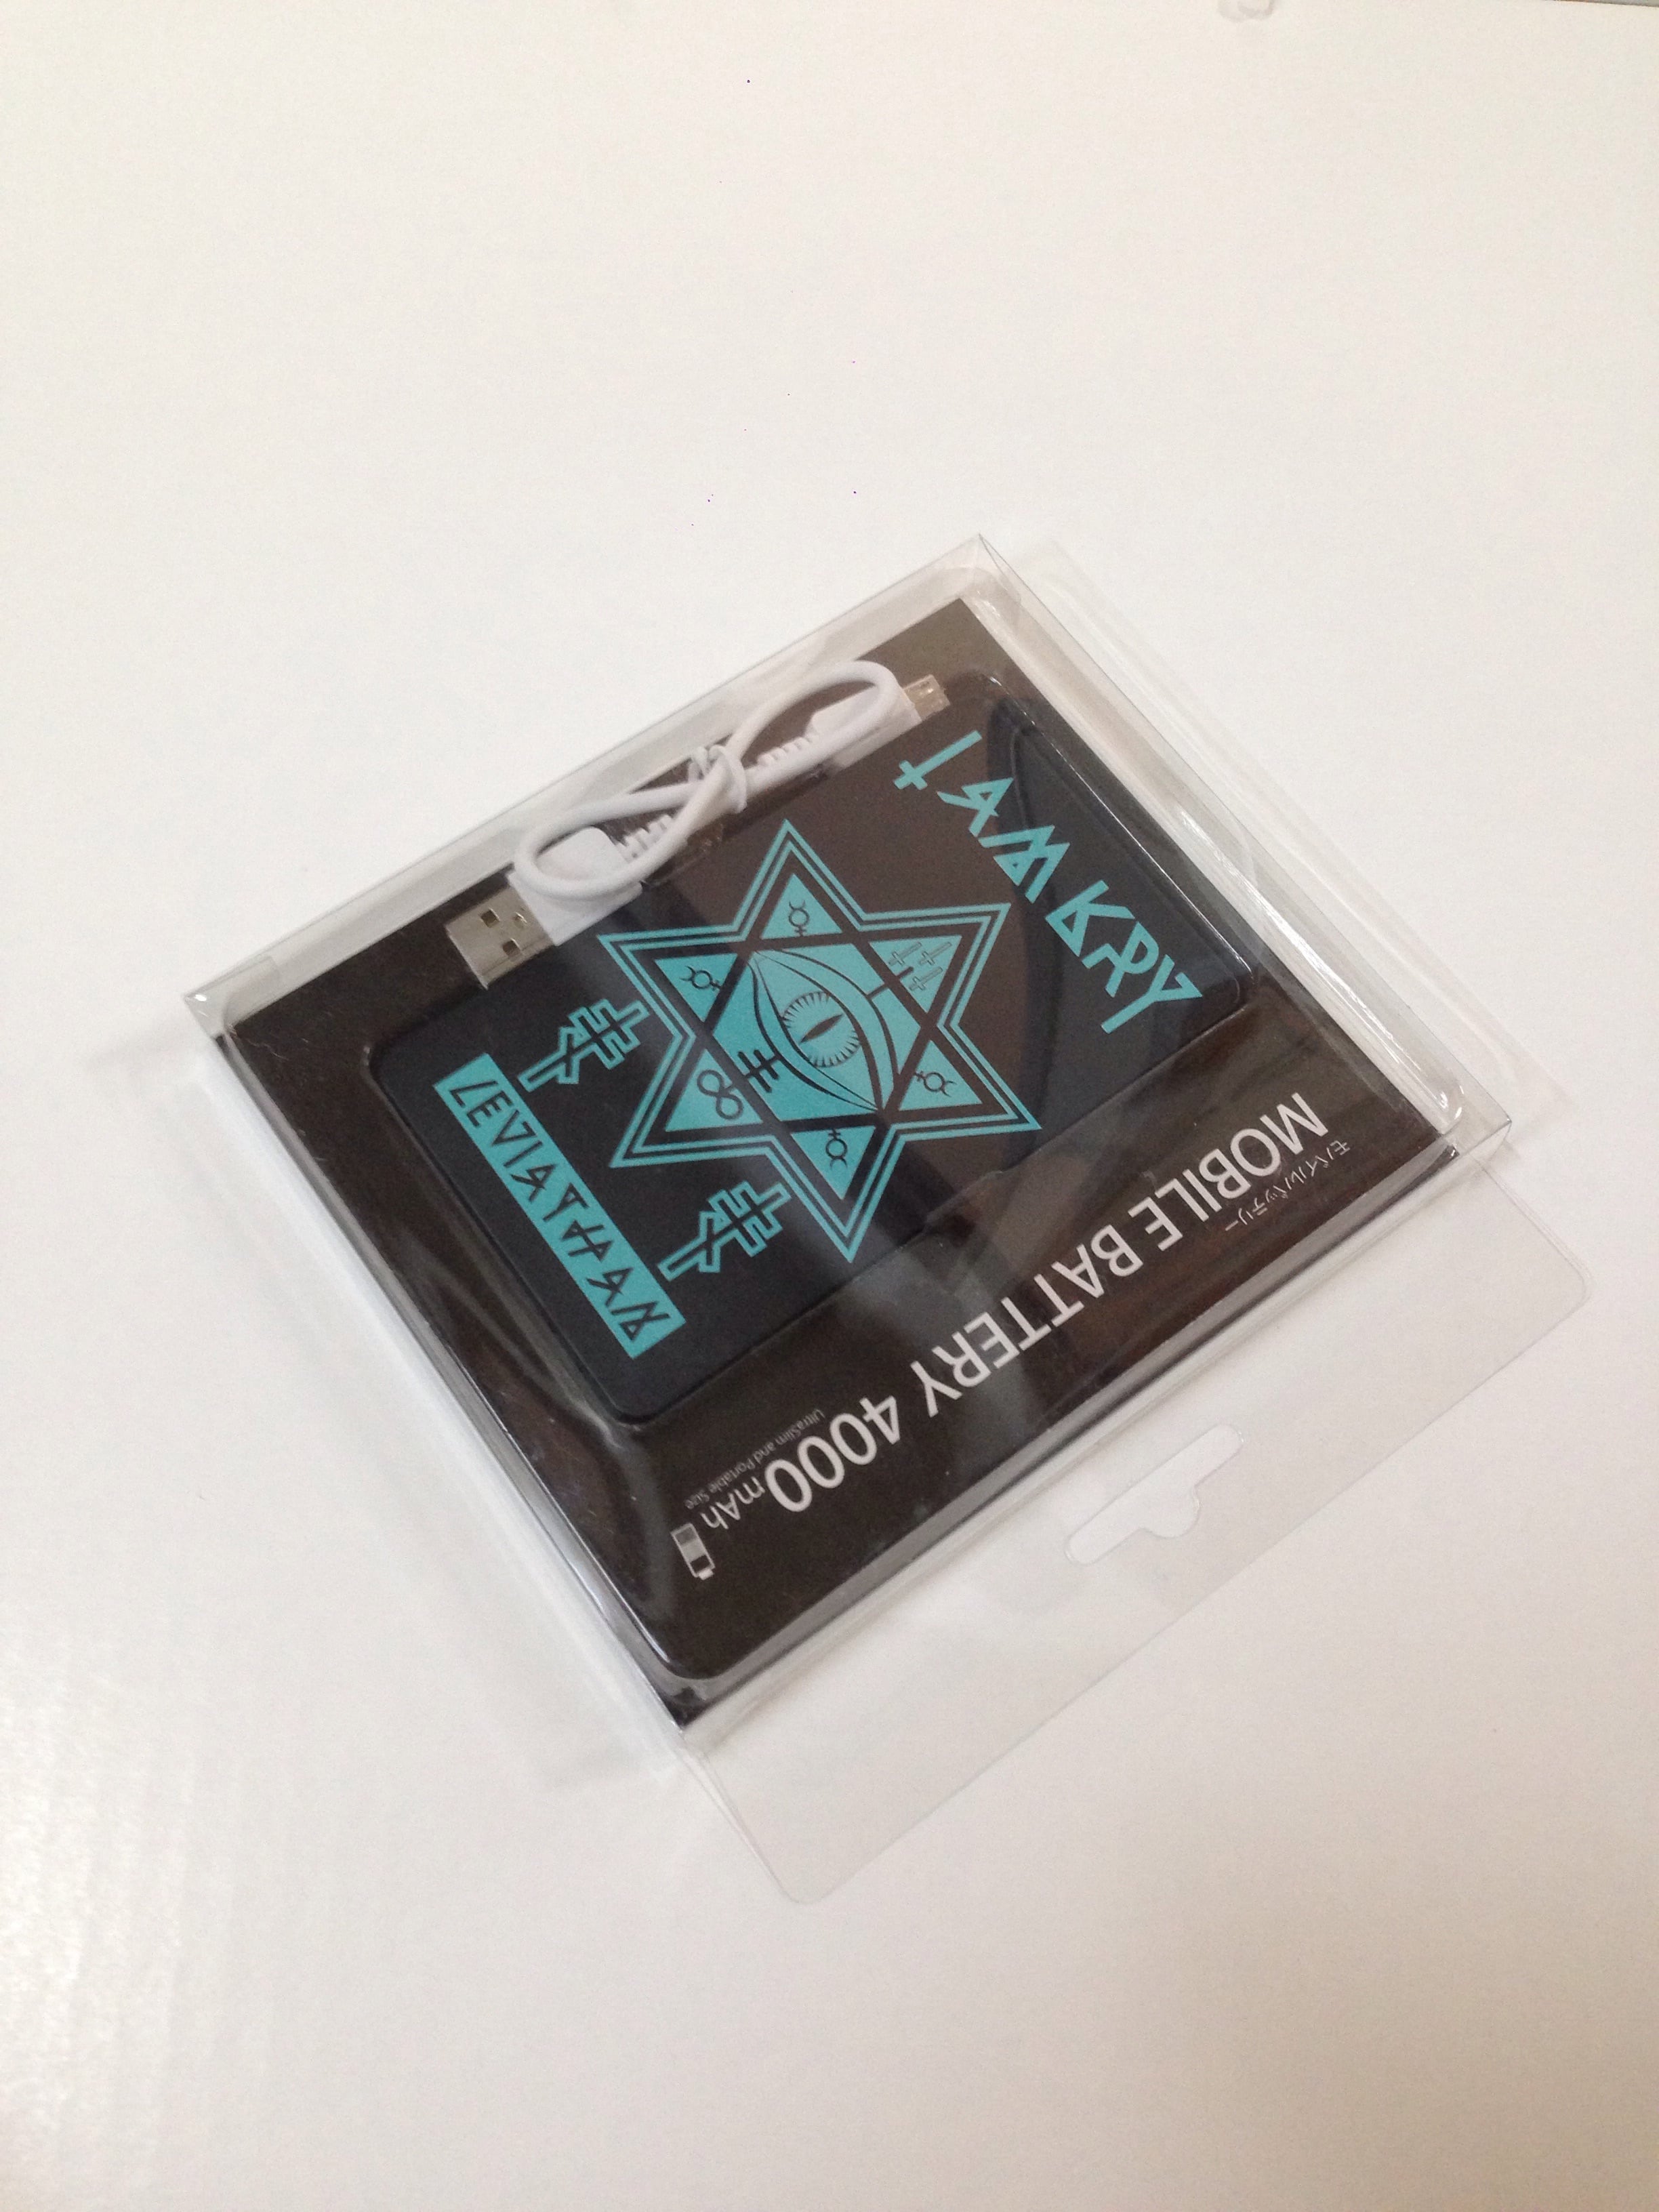 モバイルバッテリー
MOBILE BATTERY 4000mAh
UltraSlim and Portable Size
I AM KRY
LEVIATHAN